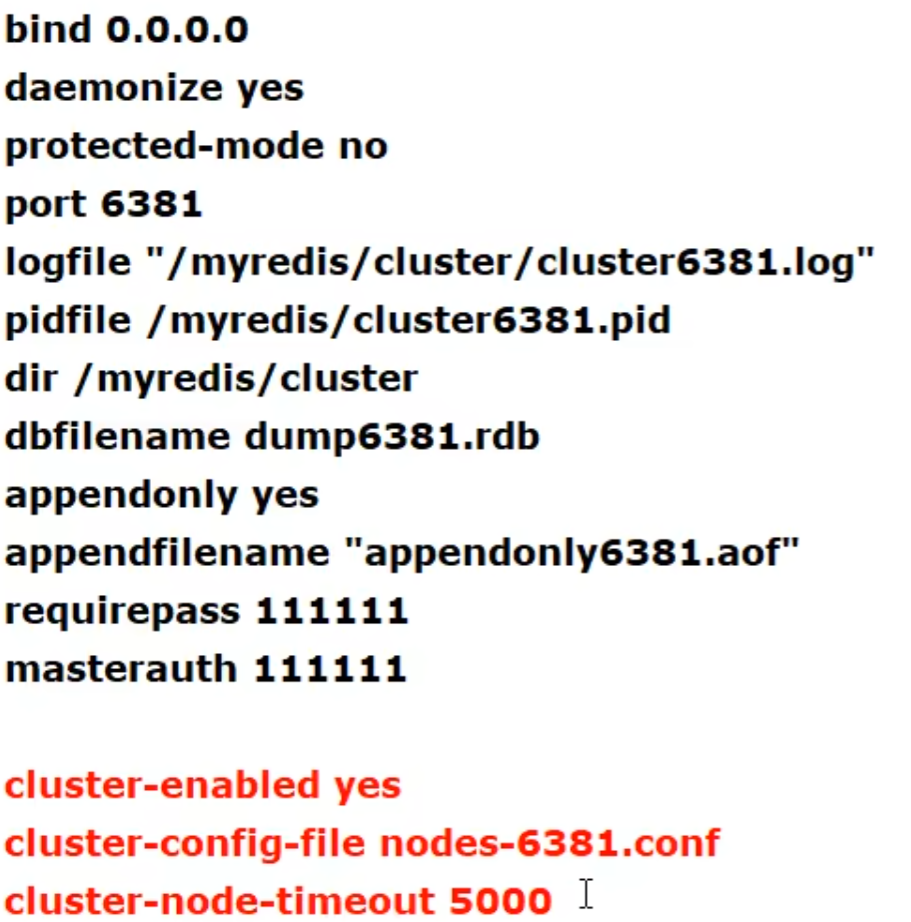 bind 0.0.0.0
daemonize yes
protected-mode no
port 6381
logfile "/myredis/cluster/cluster6381.log"
pidfile /myredis/cluster6381.pid
dir /myredis/cluster
dbfilename dump6381.rdb
appendonly yes
appendfilename "appendonly6381.aof"
requirepass 111111
masterauth 111111
cluster-enabled yes
cluster-config-file nodes-6381.conf
cluster-node-timeout 5000